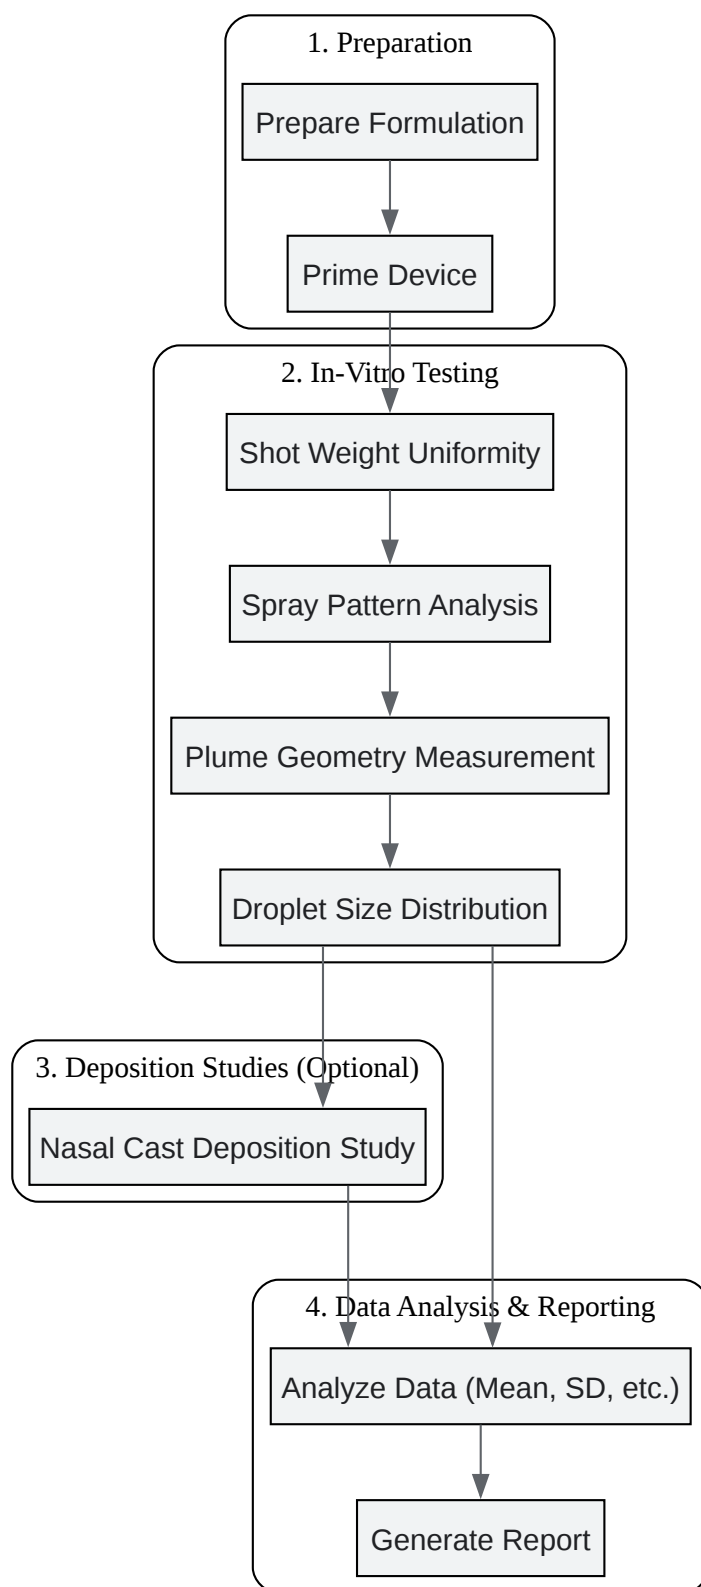 1. Preparation
Prepare Formulation
Prime Device
2. In-Vitro Testing
Shot Weight Uniformity
Spray Pattern Analysis
Plume Geometry Measurement
Droplet Size Distribution
3. Deposition Studies (Optional)
Nasal Cast Deposition Study
4. Data Analysis & Reporting
Analyze Data (Mean, SD, etc.)
Generate Report